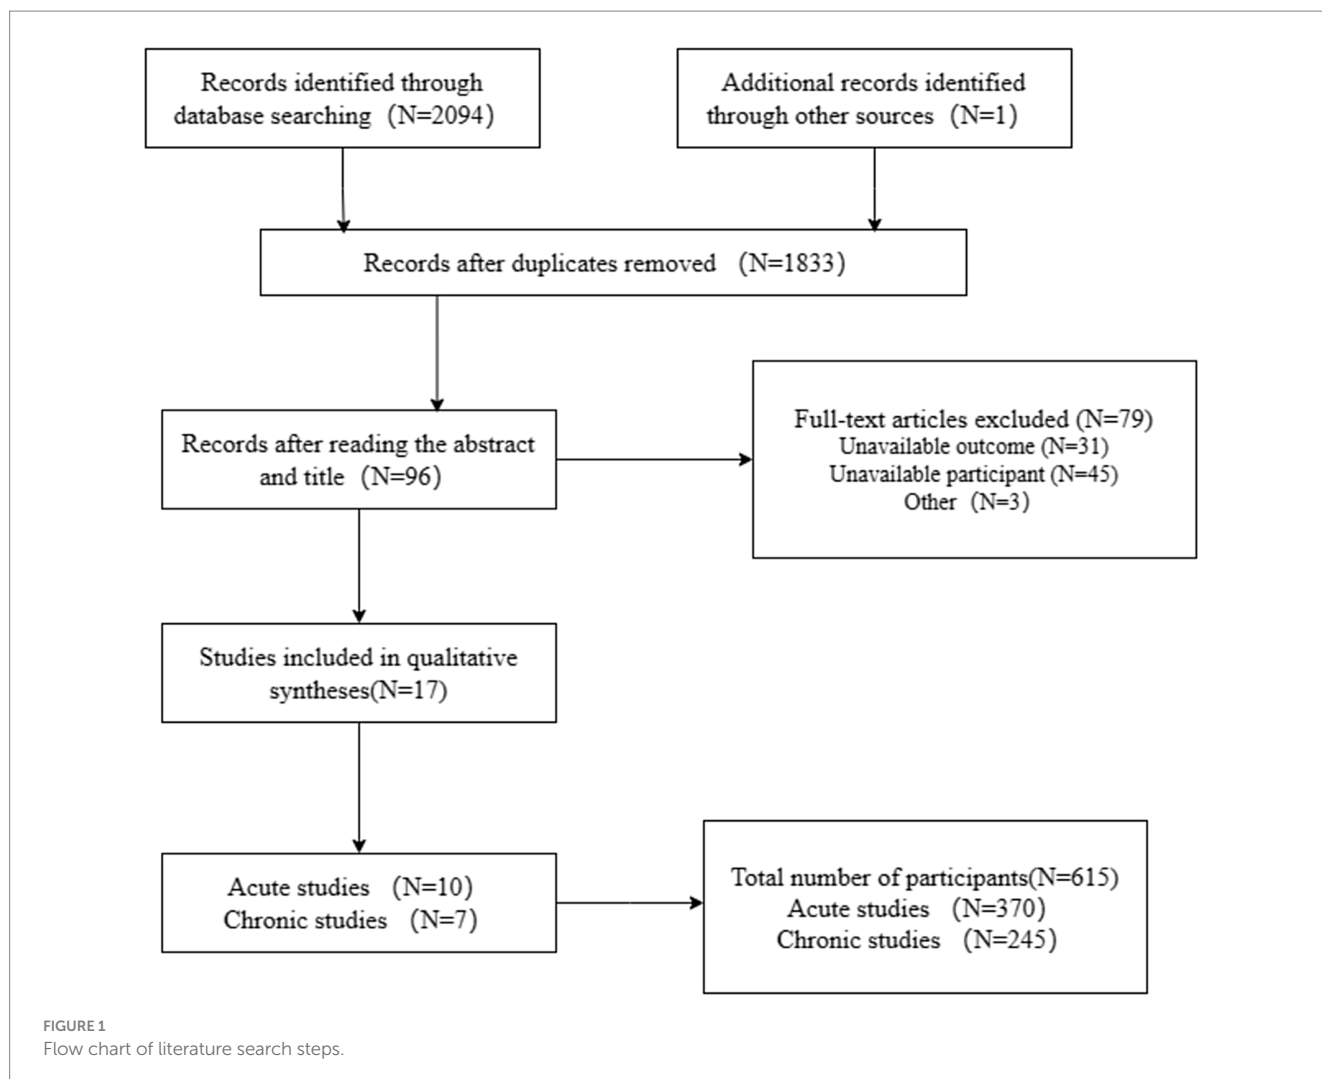 Records identified through
database searching (N=2094)
Additional records identified
through other sources (N=1)
Records after duplicates removed (N=1833)
Records after reading the abstract
and title (N=96)
Full-text articles excluded (N=79)
Unavailable outcome (N=31)
Unavailable participant (N=45)
Other (N=3)
Studies included in qualitative
syntheses(N=17)
Acute studies (N=10)
Chronic studies (N=7)
Total number of participants(N=615)
Acute studies (N=370)
Chronic studies (N=245)
FIGURE 1
Flow chart of literature search steps.